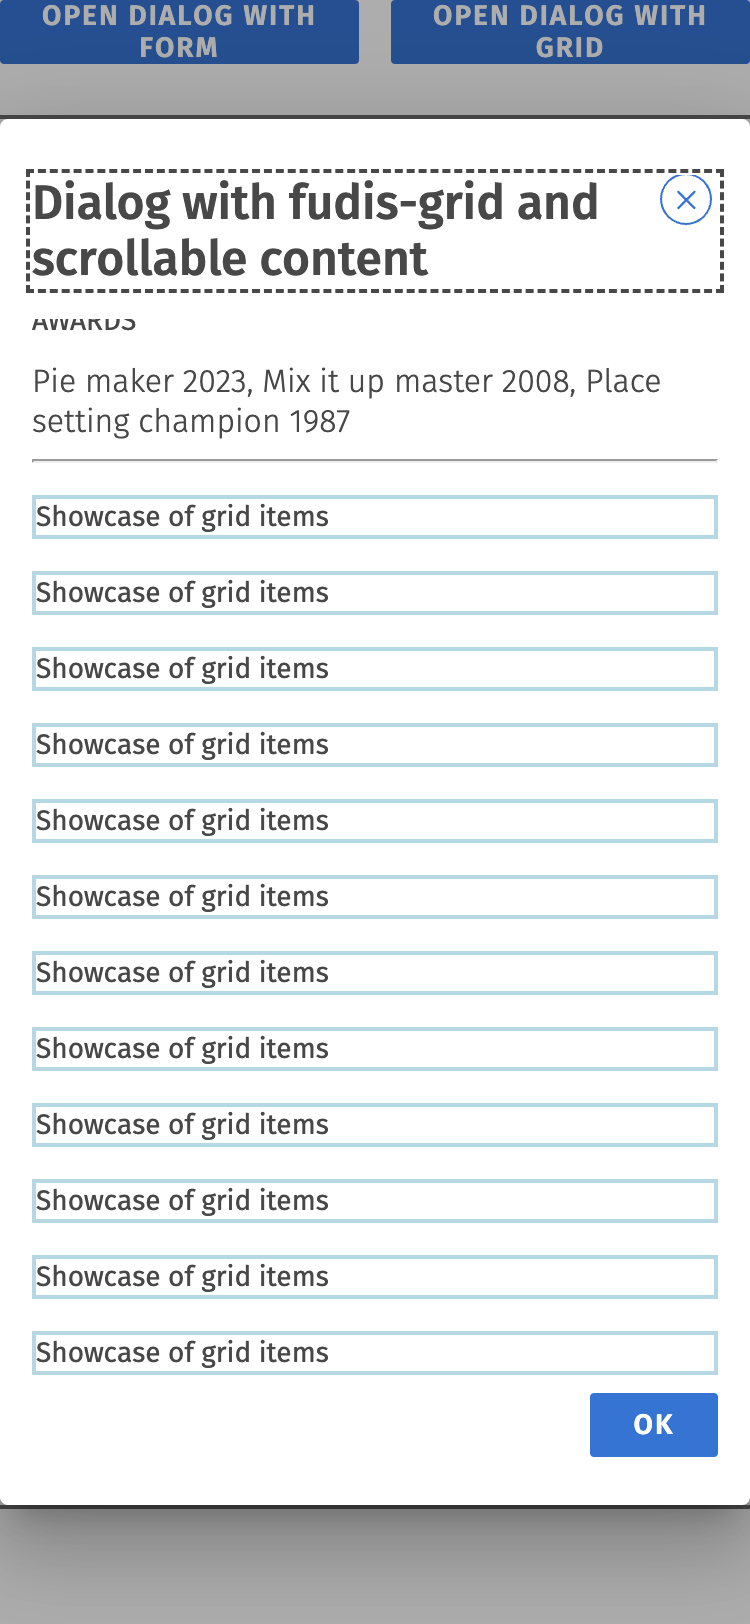 OPEN DIALOG WITH
FORM
OPEN DIALOG WITH
GRID
Dialog with fudis-grid and
scrollable content
AWARDS
Pie maker 2023, Mix it up master 2008, Place
setting champion 1987
Showcase of grid items
Showcase of grid items
Showcase of grid items
Showcase of grid items
Showcase of grid items
Showcase of grid items
Showcase of grid items
Showcase of grid items
Showcase of grid items
Showcase of grid items
Showcase of grid items
Showcase of grid items
OK